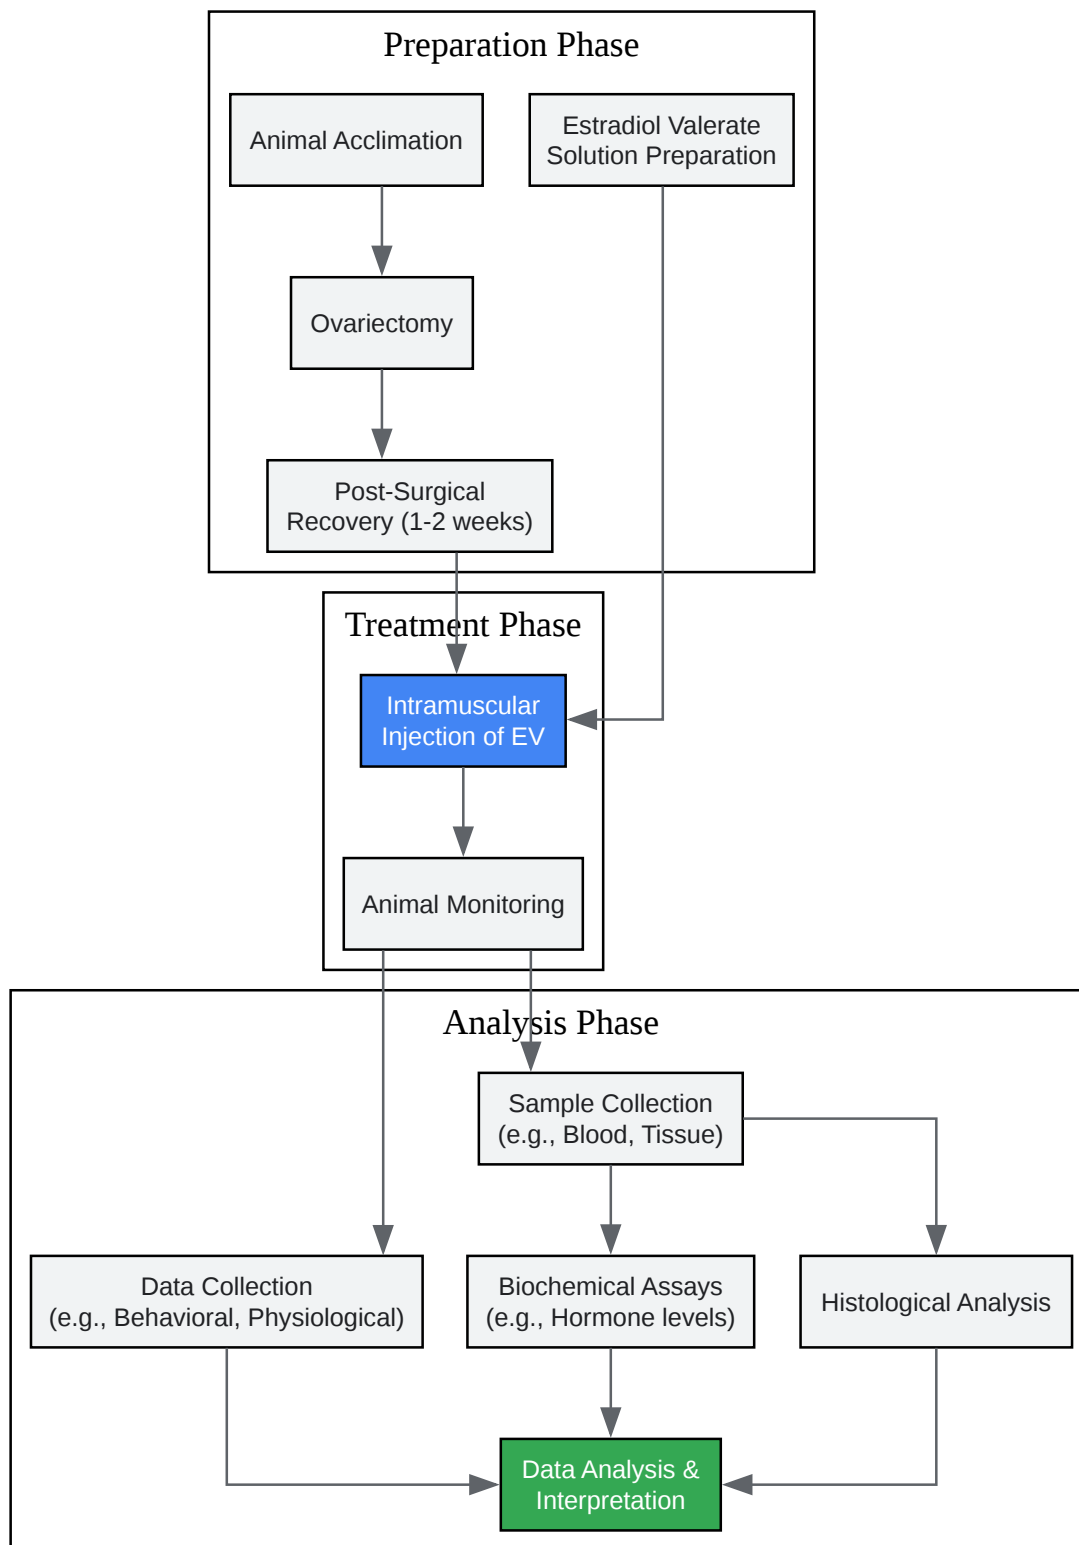 Preparation Phase
Animal Acclimation
Estradiol Valerate
Solution Preparation
Ovariectomy
Post-Surgical
Recovery (1-2 weeks)
Treatment Phase
Intramuscular
Injection of EV
Animal Monitoring
Analysis Phase
Sample Collection
(e.g., Blood, Tissue)
Data Collection
(e.g., Behavioral, Physiological)
Biochemical Assays
(e.g., Hormone levels)
Histological Analysis
Data Analysis &
Interpretation